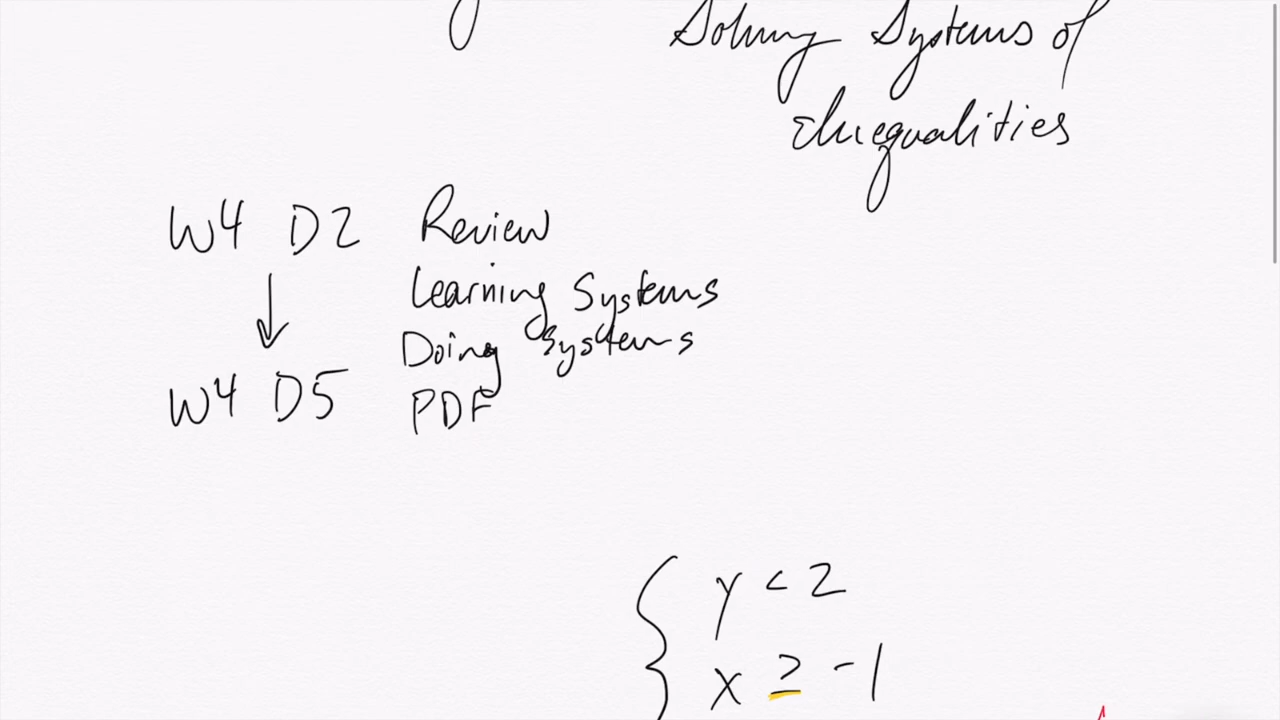 Solving Systems of
Inequalities
W4 D2 Review
Learning Systems
Doing Systems
W4 D5 PDF
y < 2
x ≥ -1